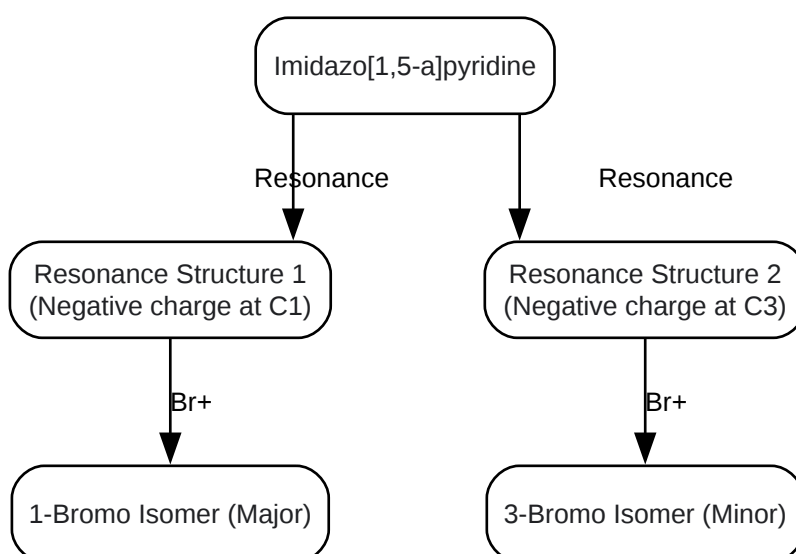 Imidazo[1,5-a]pyridine
Resonance
Resonance
Resonance Structure 1
(Negative charge at C1)
Resonance Structure 2
(Negative charge at C3)
Br+
Br+
1-Bromo Isomer (Major)
3-Bromo Isomer (Minor)